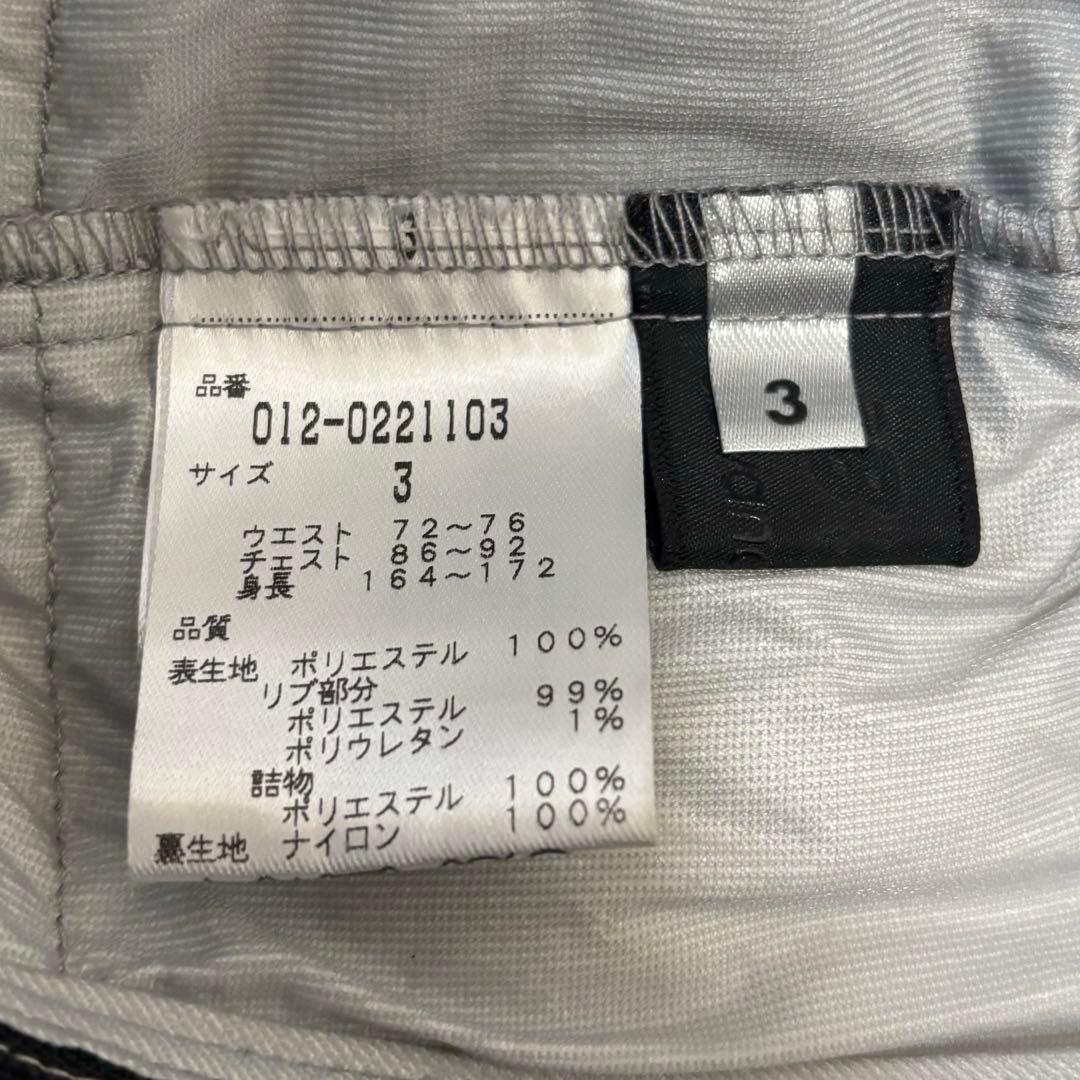 品番
012-0221103
サイズ
3
ウエスト 72～76
チェスト 86～92
身長 164～172
品質
表生地 ポリエステル 100%
リブ部分
ポリエステル 99%
ポリウレタン 1%
詰物
ポリエステル 100%
裏生地 ナイロン 100%
3
3